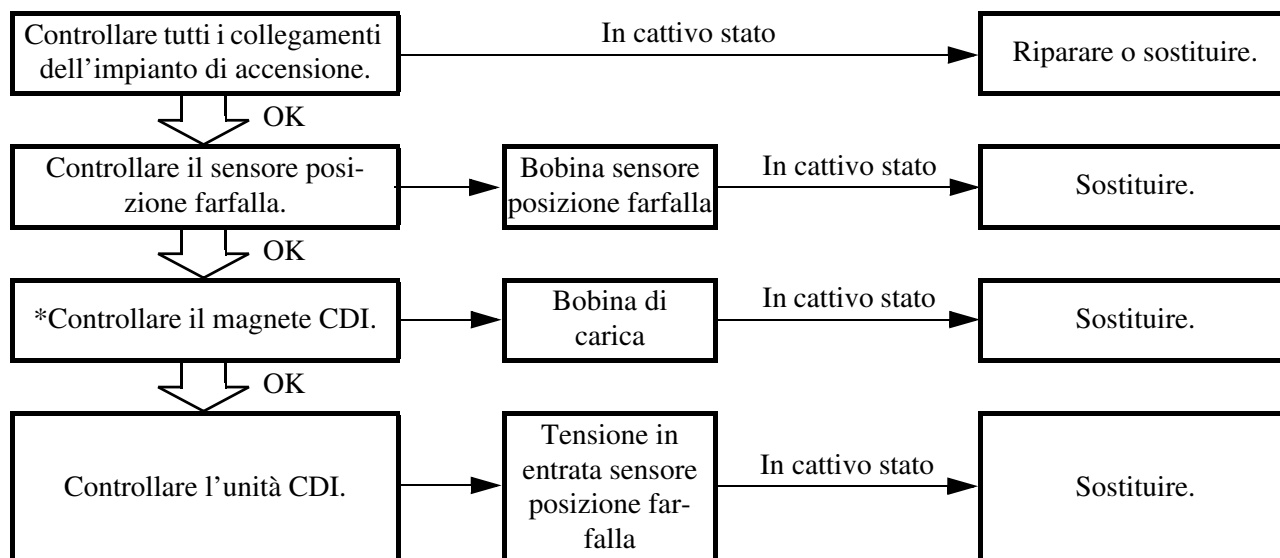 Controllare tutti i collegamenti
dell’impianto di accensione.
In cattivo stato
Riparare o sostituire.
OK
Controllare il sensore posi-
zione farfalla.
Bobina sensore
posizione farfalla
In cattivo stato
Sostituire.
OK
*Controllare il magnete CDI.
Bobina di
carica
In cattivo stato
Sostituire.
OK
Controllare l’unità CDI.
Tensione in
entrata sensore
posizione far-
falla
In cattivo stato
Sostituire.